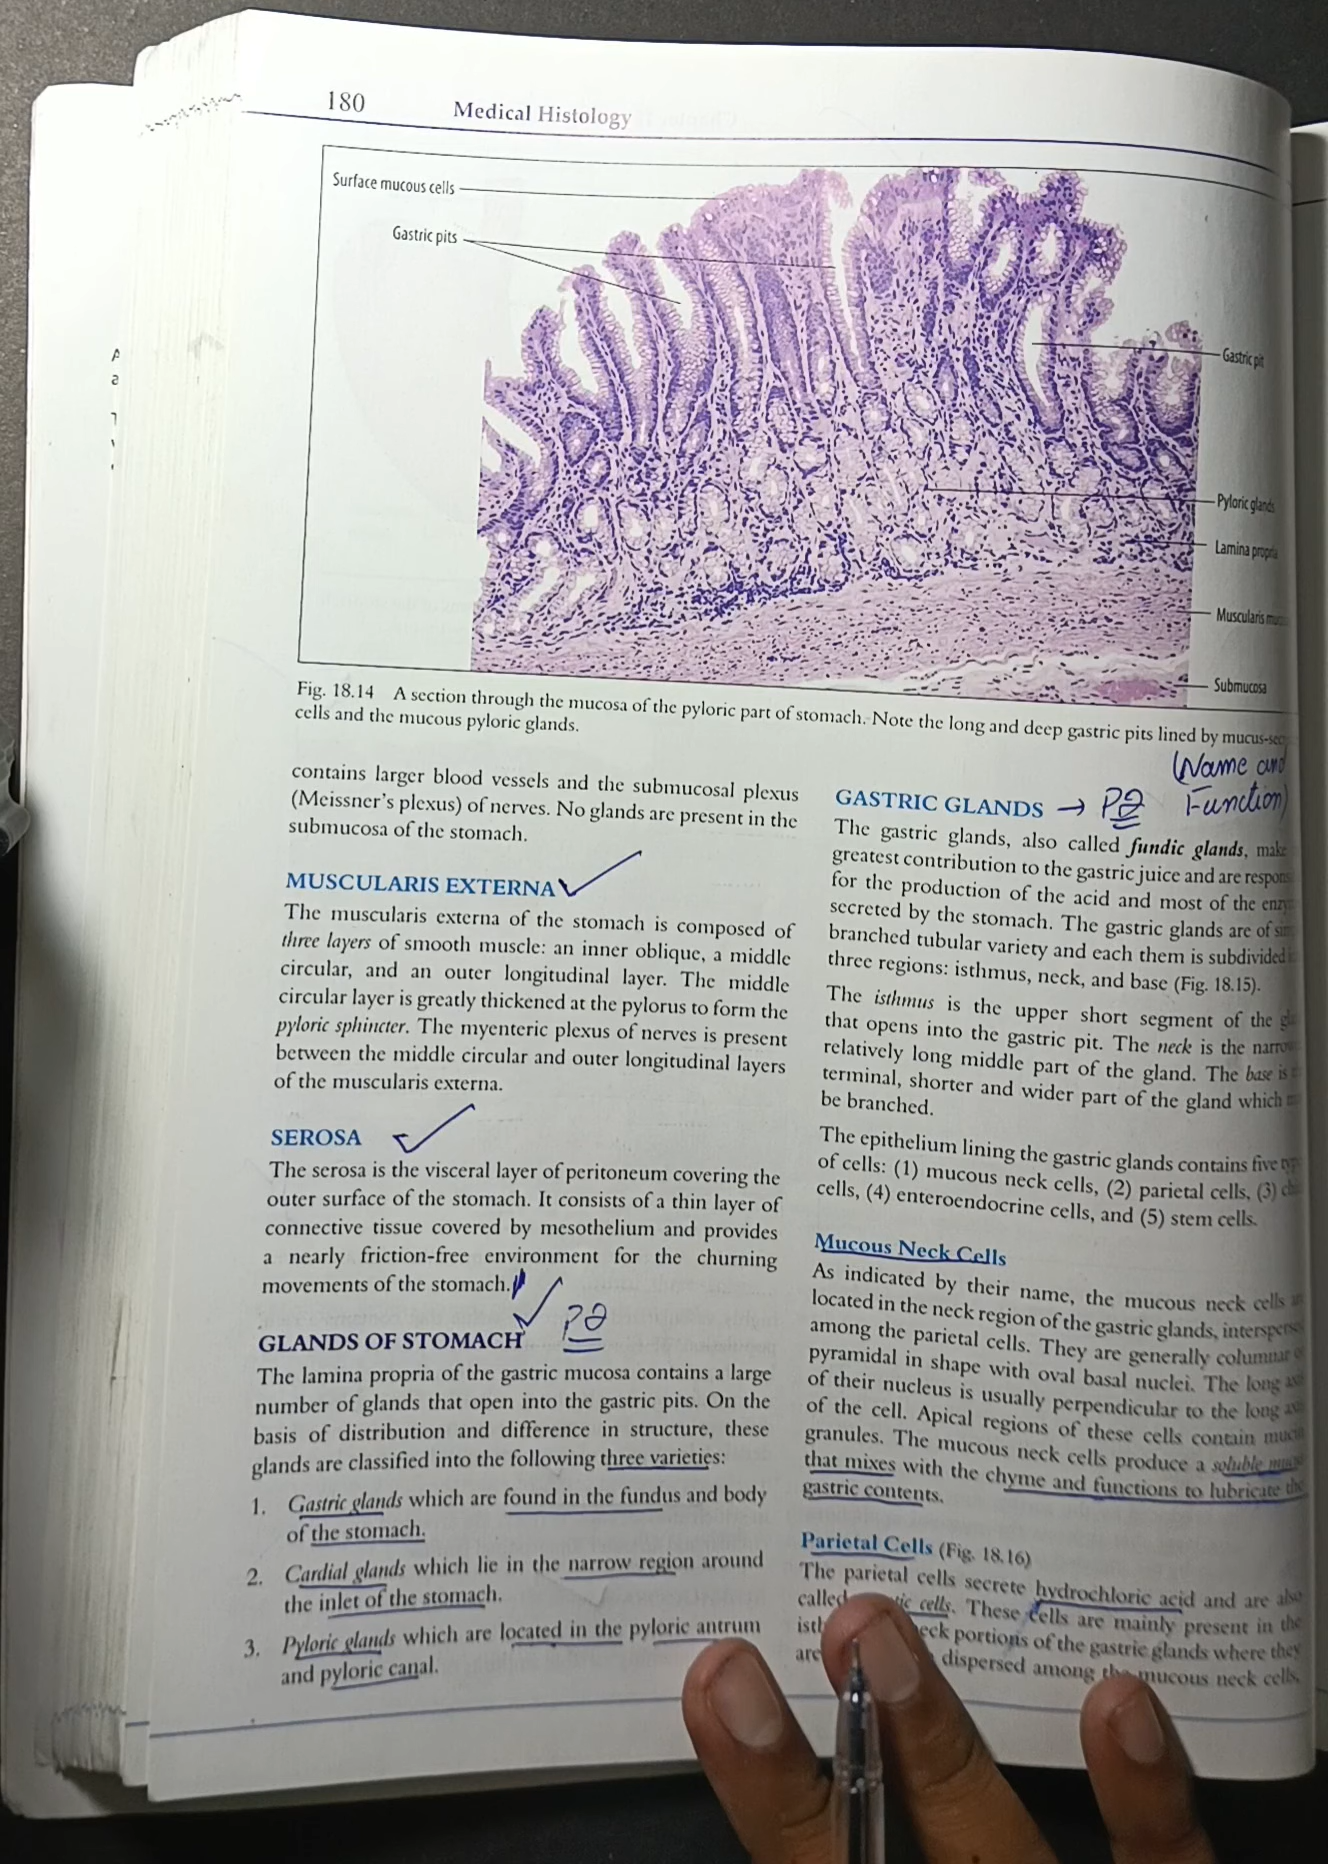 180 Medical Histology
Surface mucous cells
Gastric pits
Gastric pit
Pyloric glands
Lamina propria
Muscularis
Submucosa
Fig. 18.14 A section through the mucosa of the pyloric part of stomach. Note the long and deep gastric pits lined by
cells and the mucous pyloric glands.
contains larger blood vessels and the submucosal plexus
(Meissner's plexus) of nerves. No glands are present in the
submucosa of the stomach.
MUSCULARIS EXTERNA
The muscularis externa of the stomach is composed of
three layers of smooth muscle: an inner oblique, a middle
circular, and an outer longitudinal layer. The middle
circular layer is greatly thickened at the pylorus to form the
pyloric sphincter. The myenteric plexus of nerves is present
between the middle circular and outer longitudinal layers
of the muscularis externa.
SEROSA
The serosa is the visceral layer of peritoneum covering the
outer surface of the stomach. It consists of a thin layer of
connective tissue covered by mesothelium and provides
a nearly friction-free environment for the churning
movements of the stomach.
GLANDS OF STOMACH PQ
The lamina propria of the gastric mucosa contains a large
number of glands that open into the gastric pits. On the
basis of distribution and difference in structure, these
glands are classified into the following three varieties:
1. Gastric glands which are found in the fundus and body
of the stomach.
2. Cardial glands which lie in the narrow region around
the inlet of the stomach.
3. Pyloric glands which are located in the pyloric antrum
and pyloric canal.
(Name and
GASTRIC GLANDS → PQ Function)
The gastric glands, also called fundic glands, make
greatest contribution to the gastric juice and are
for the production of the acid and most of the
secreted by the stomach. The gastric glands are of
branched tubular variety and each them is subdivided
three regions: isthmus, neck, and base (Fig. 18.15).
The isthmus is the upper short segment of the
that opens into the gastric pit. The neck is the
relatively long middle part of the gland. The base is
terminal, shorter and wider part of the gland which
be branched.
The epithelium lining the gastric glands contains five
of cells: (1) mucous neck cells, (2) parietal cells, (3)
cells, (4) enteroendocrine cells, and (5) stem cells.
Mucous Neck Cells
As indicated by their name, the mucous neck cells
located in the neck region of the gastric glands,
among the parietal cells. They are generally columnar
pyramidal in shape with oval basal nuclei. The long
of their nucleus is usually perpendicular to the long
of the cell. Apical regions of these cells contain
granules. The mucous neck cells produce a soluble
that mixes with the chyme and functions to lubricate the
gastric contents.
Parietal Cells (Fig. 18.16)
The parietal cells secrete hydrochloric acid and are also
called cells. These cells are mainly present in the
portions of the gastric glands where they
are dispersed among the mucous neck cells.